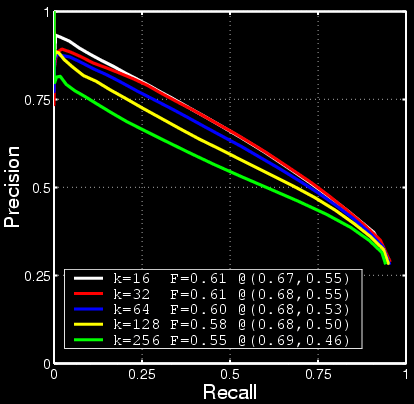 1
0.75
Precision
0.5
0.25
k=16 F=0.61 @(0.67,0.55)
k=32 F=0.61 @(0.68,0.55)
k=64 F=0.60 @(0.68,0.53)
k=128 F=0.58 @(0.68,0.50)
k=256 F=0.55 @(0.69,0.46)
0
0 0.25 0.5 0.75 1
Recall